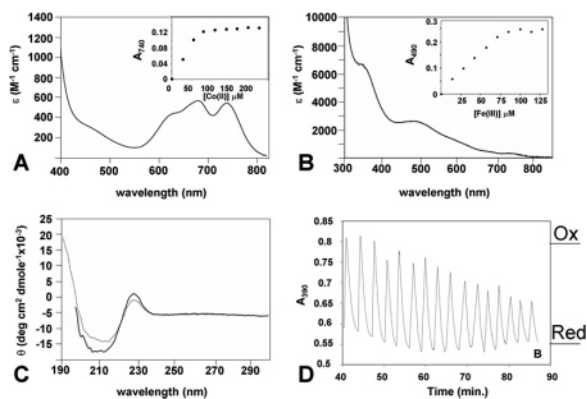 1400
1200
1000
800
600
400
200
0
ε (M⁻¹ cm⁻¹)
400 500 600 700 800
wavelength (nm)
A
0.12
0.08
0.04
0
A₇₄₀
0 50 100 150 200
[Co(II)] μM
10000
8000
6000
4000
2000
ε (M⁻¹ cm⁻¹)
300 400 500 600 700 800
wavelength (nm)
B
0.3
0.2
0.1
0
A₄₉₀
0 25 50 75 100 125
[Fe(III)] μM
20
15
10
5
0
-5
-10
-15
-20
θ (deg cm² dmole⁻¹x10⁻³)
190 210 230 250 270 290
wavelength (nm)
C
0.85
0.8
0.75
0.7
0.65
0.6
0.55
0.5
A₃₉₀
40 50 60 70 80 90
Time (min.)
B
D
Ox
Red